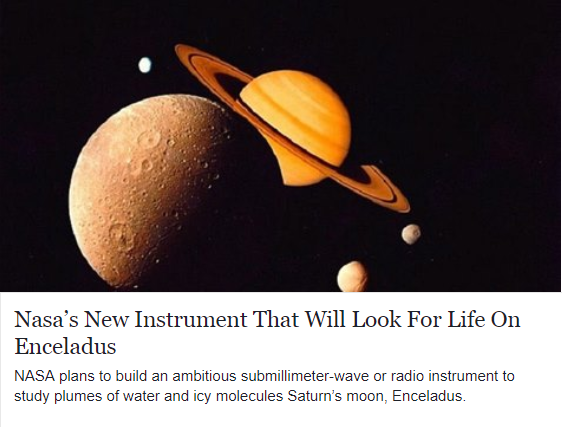 Nasa’s New Instrument That Will Look For Life On
Enceladus
NASA plans to build an ambitious submillimeter-wave or radio instrument to
study plumes of water and icy molecules Saturn’s moon, Enceladus.